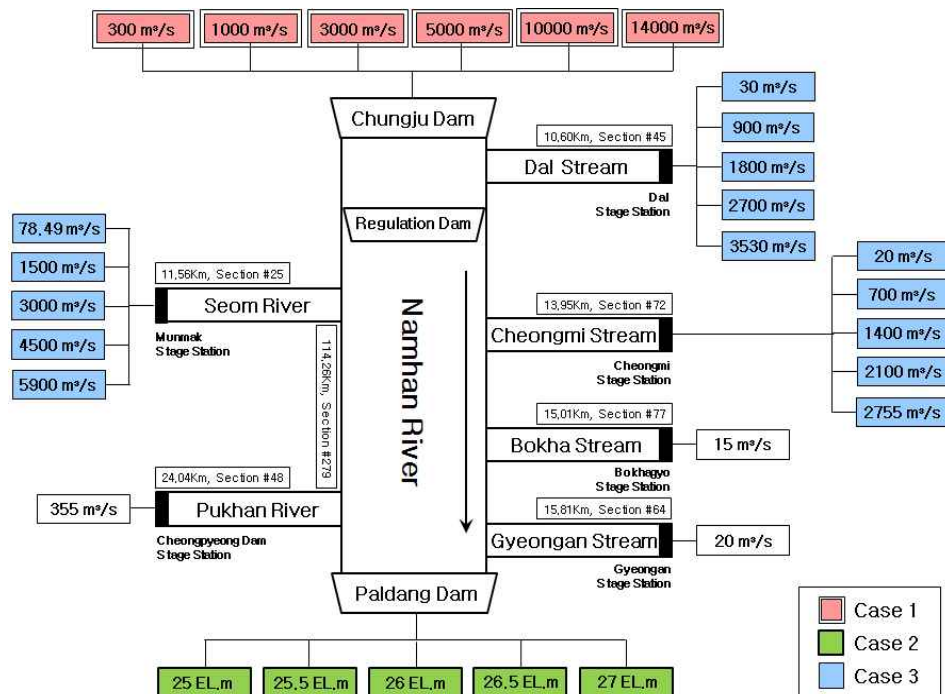 300 m³/s
1000 m³/s
3000 m³/s
5000 m³/s
10000 m³/s
14000 m³/s
Chungju Dam
10,60Km, Section #45
Dal Stream
Dal
Stage Station
30 m³/s
900 m³/s
1800 m³/s
2700 m³/s
3530 m³/s
Regulation Dam
78.49 m³/s
1500 m³/s
3000 m³/s
4500 m³/s
5900 m³/s
11,56Km, Section #25
Seom River
Munmak
Stage Station
114,26Km, Section #279
Namhan River
13,95Km, Section #72
Cheongmi Stream
Cheongmi
Stage Station
20 m³/s
700 m³/s
1400 m³/s
2100 m³/s
2755 m³/s
15,01Km, Section #77
Bokha Stream
Bokhagyo
Stage Station
15 m³/s
24,04Km, Section #48
Pukhan River
355 m³/s
Cheongpyeong Dam
Stage Station
15,81Km, Section #64
Gyeongan Stream
Gyeongan
Stage Station
20 m³/s
Paldang Dam
25 EL.m
25.5 EL.m
26 EL.m
26.5 EL.m
27 EL.m
Case 1
Case 2
Case 3